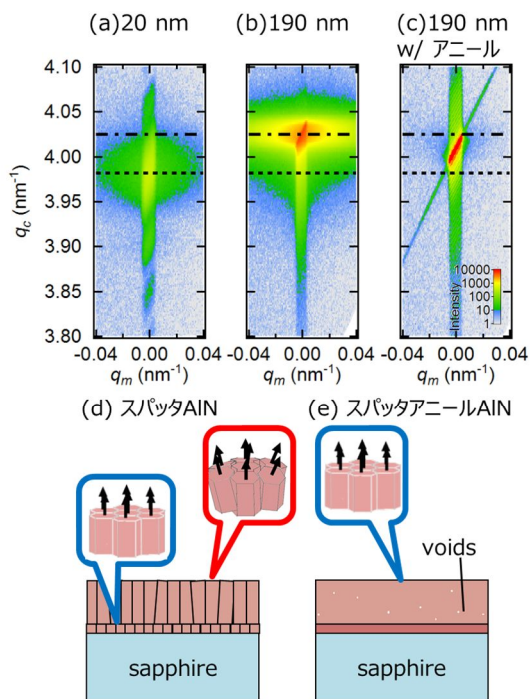 (a)20 nm (b)190 nm (c)190 nm
w/ アニール
4.10
4.05
4.00
3.95
3.90
3.85
3.80
qc (nm-1)
Intensity
10000
1000
100
10
1
-0.04 0.00 0.04
-0.04 0.00 0.04
-0.04 0.00 0.04
qm (nm-1) qm (nm-1) qm (nm-1)
(d) スパッタAlN (e) スパッタアニールAlN
voids
sapphire sapphire